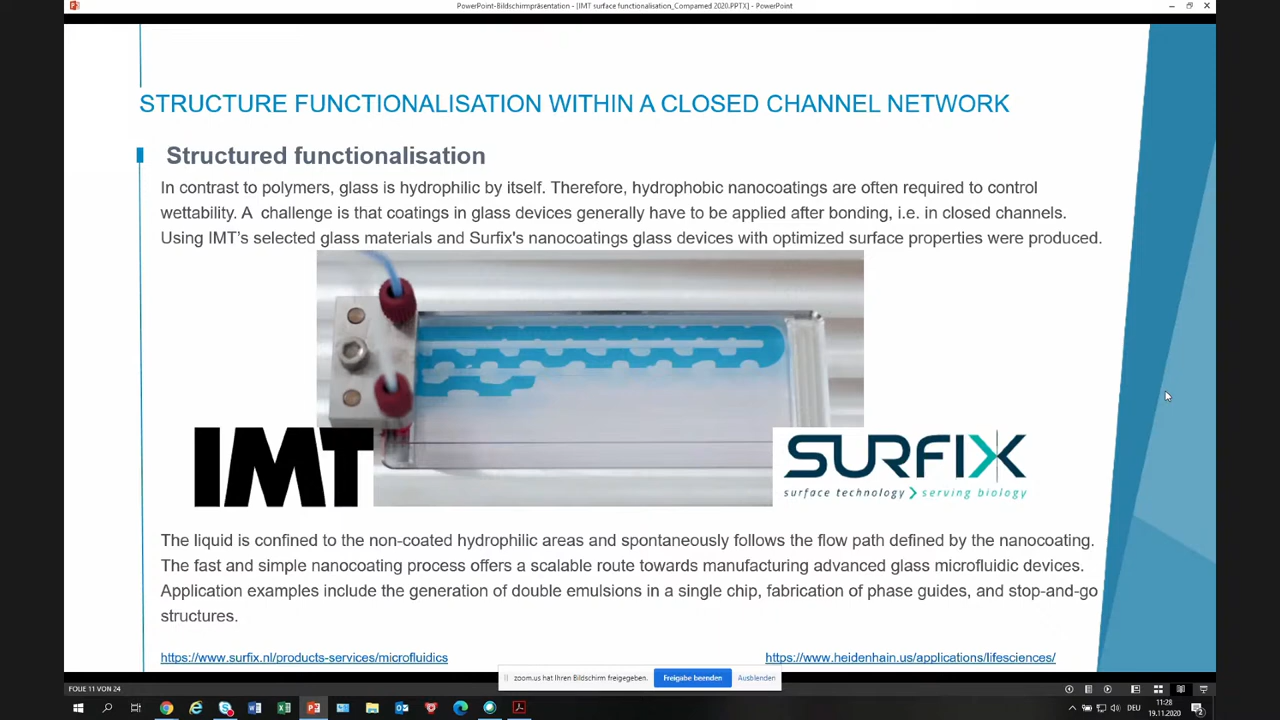 PowerPoint-Bildschirmpräsentation - [IMT surface functionalisation_Compamed 2020.PPTX] - PowerPoint
STRUCTURE FUNCTIONALISATION WITHIN A CLOSED CHANNEL NETWORK
Structured functionalisation
In contrast to polymers, glass is hydrophilic by itself. Therefore, hydrophobic nanocoatings are often required to control
wettability. A challenge is that coatings in glass devices generally have to be applied after bonding, i.e. in closed channels.
Using IMT's selected glass materials and Surfix's nanocoatings glass devices with optimized surface properties were produced.
IMT
SURFIX
surface technology > serving biology
The liquid is confined to the non-coated hydrophilic areas and spontaneously follows the flow path defined by the nanocoating.
The fast and simple nanocoating process offers a scalable route towards manufacturing advanced glass microfluidic devices.
Application examples include the generation of double emulsions in a single chip, fabrication of phase guides, and stop-and-go
structures.
https://www.surfix.nl/products-services/microfluidics
https://www.heidenhain.us/applications/lifesciences/
zoom.us hat Ihren Bildschirm freigegeben.
Freigabe beenden
Ausblenden
FOLIE 11 VON 24
DEU
11:28
19.11.2020
2